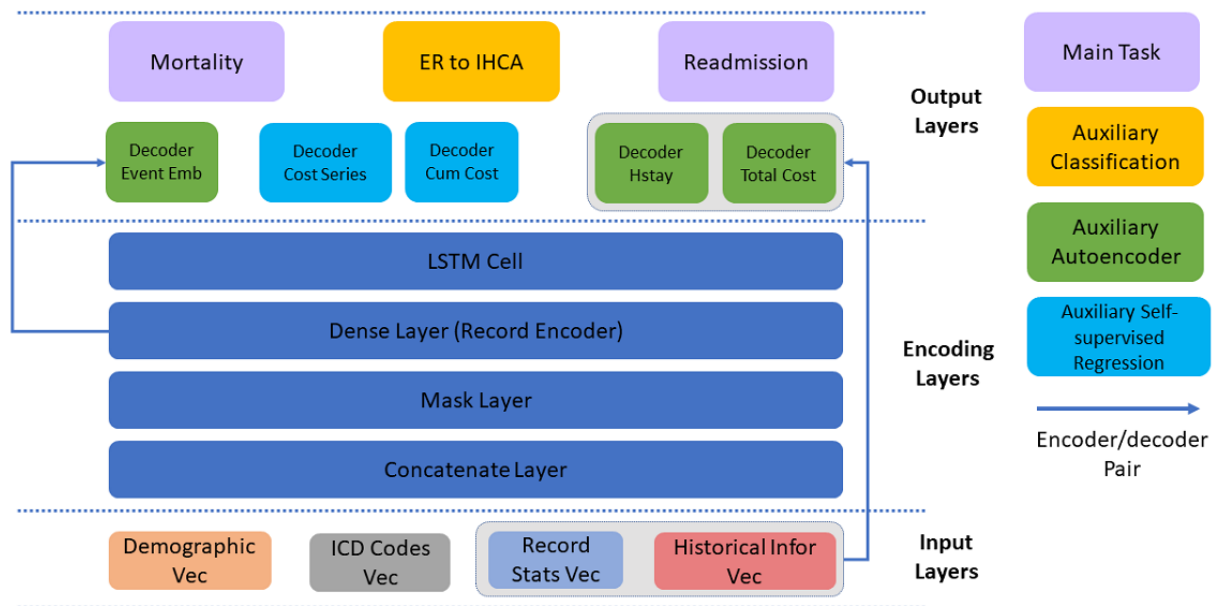 Mortality
ER to IHCA
Readmission
Decoder
Event Emb
Decoder
Cost Series
Decoder
Cum Cost
Decoder
Hstay
Decoder
Total Cost
Output
Layers
LSTM Cell
Dense Layer (Record Encoder)
Mask Layer
Concatenate Layer
Encoding
Layers
Demographic
Vec
ICD Codes
Vec
Record
Stats Vec
Historical Infor
Vec
Input
Layers
Main Task
Auxiliary
Classification
Auxiliary
Autoencoder
Auxiliary Self-
supervised
Regression
Encoder/decoder
Pair